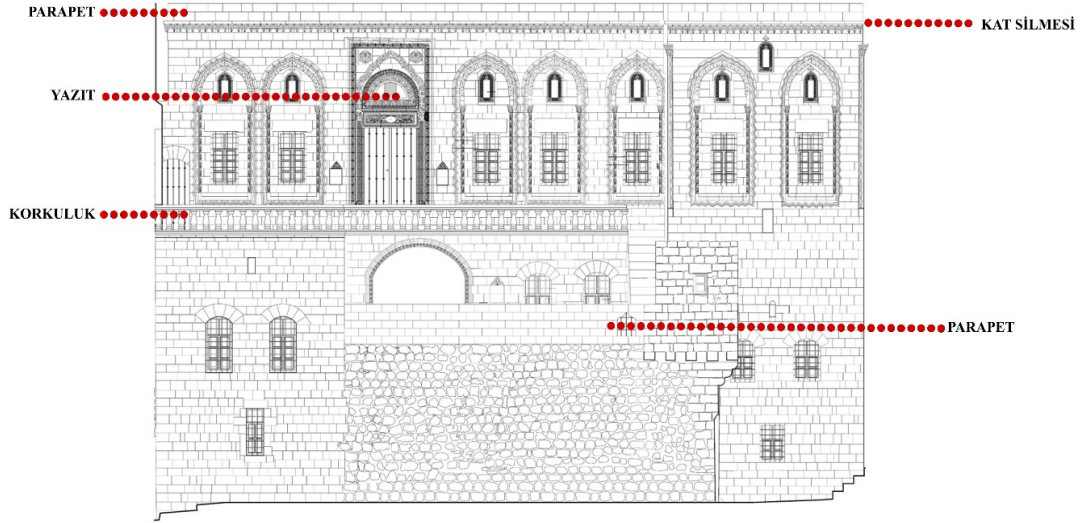 PARAPET
KAT SİLMESİ
YAZIT
KORKULUK
PARAPET